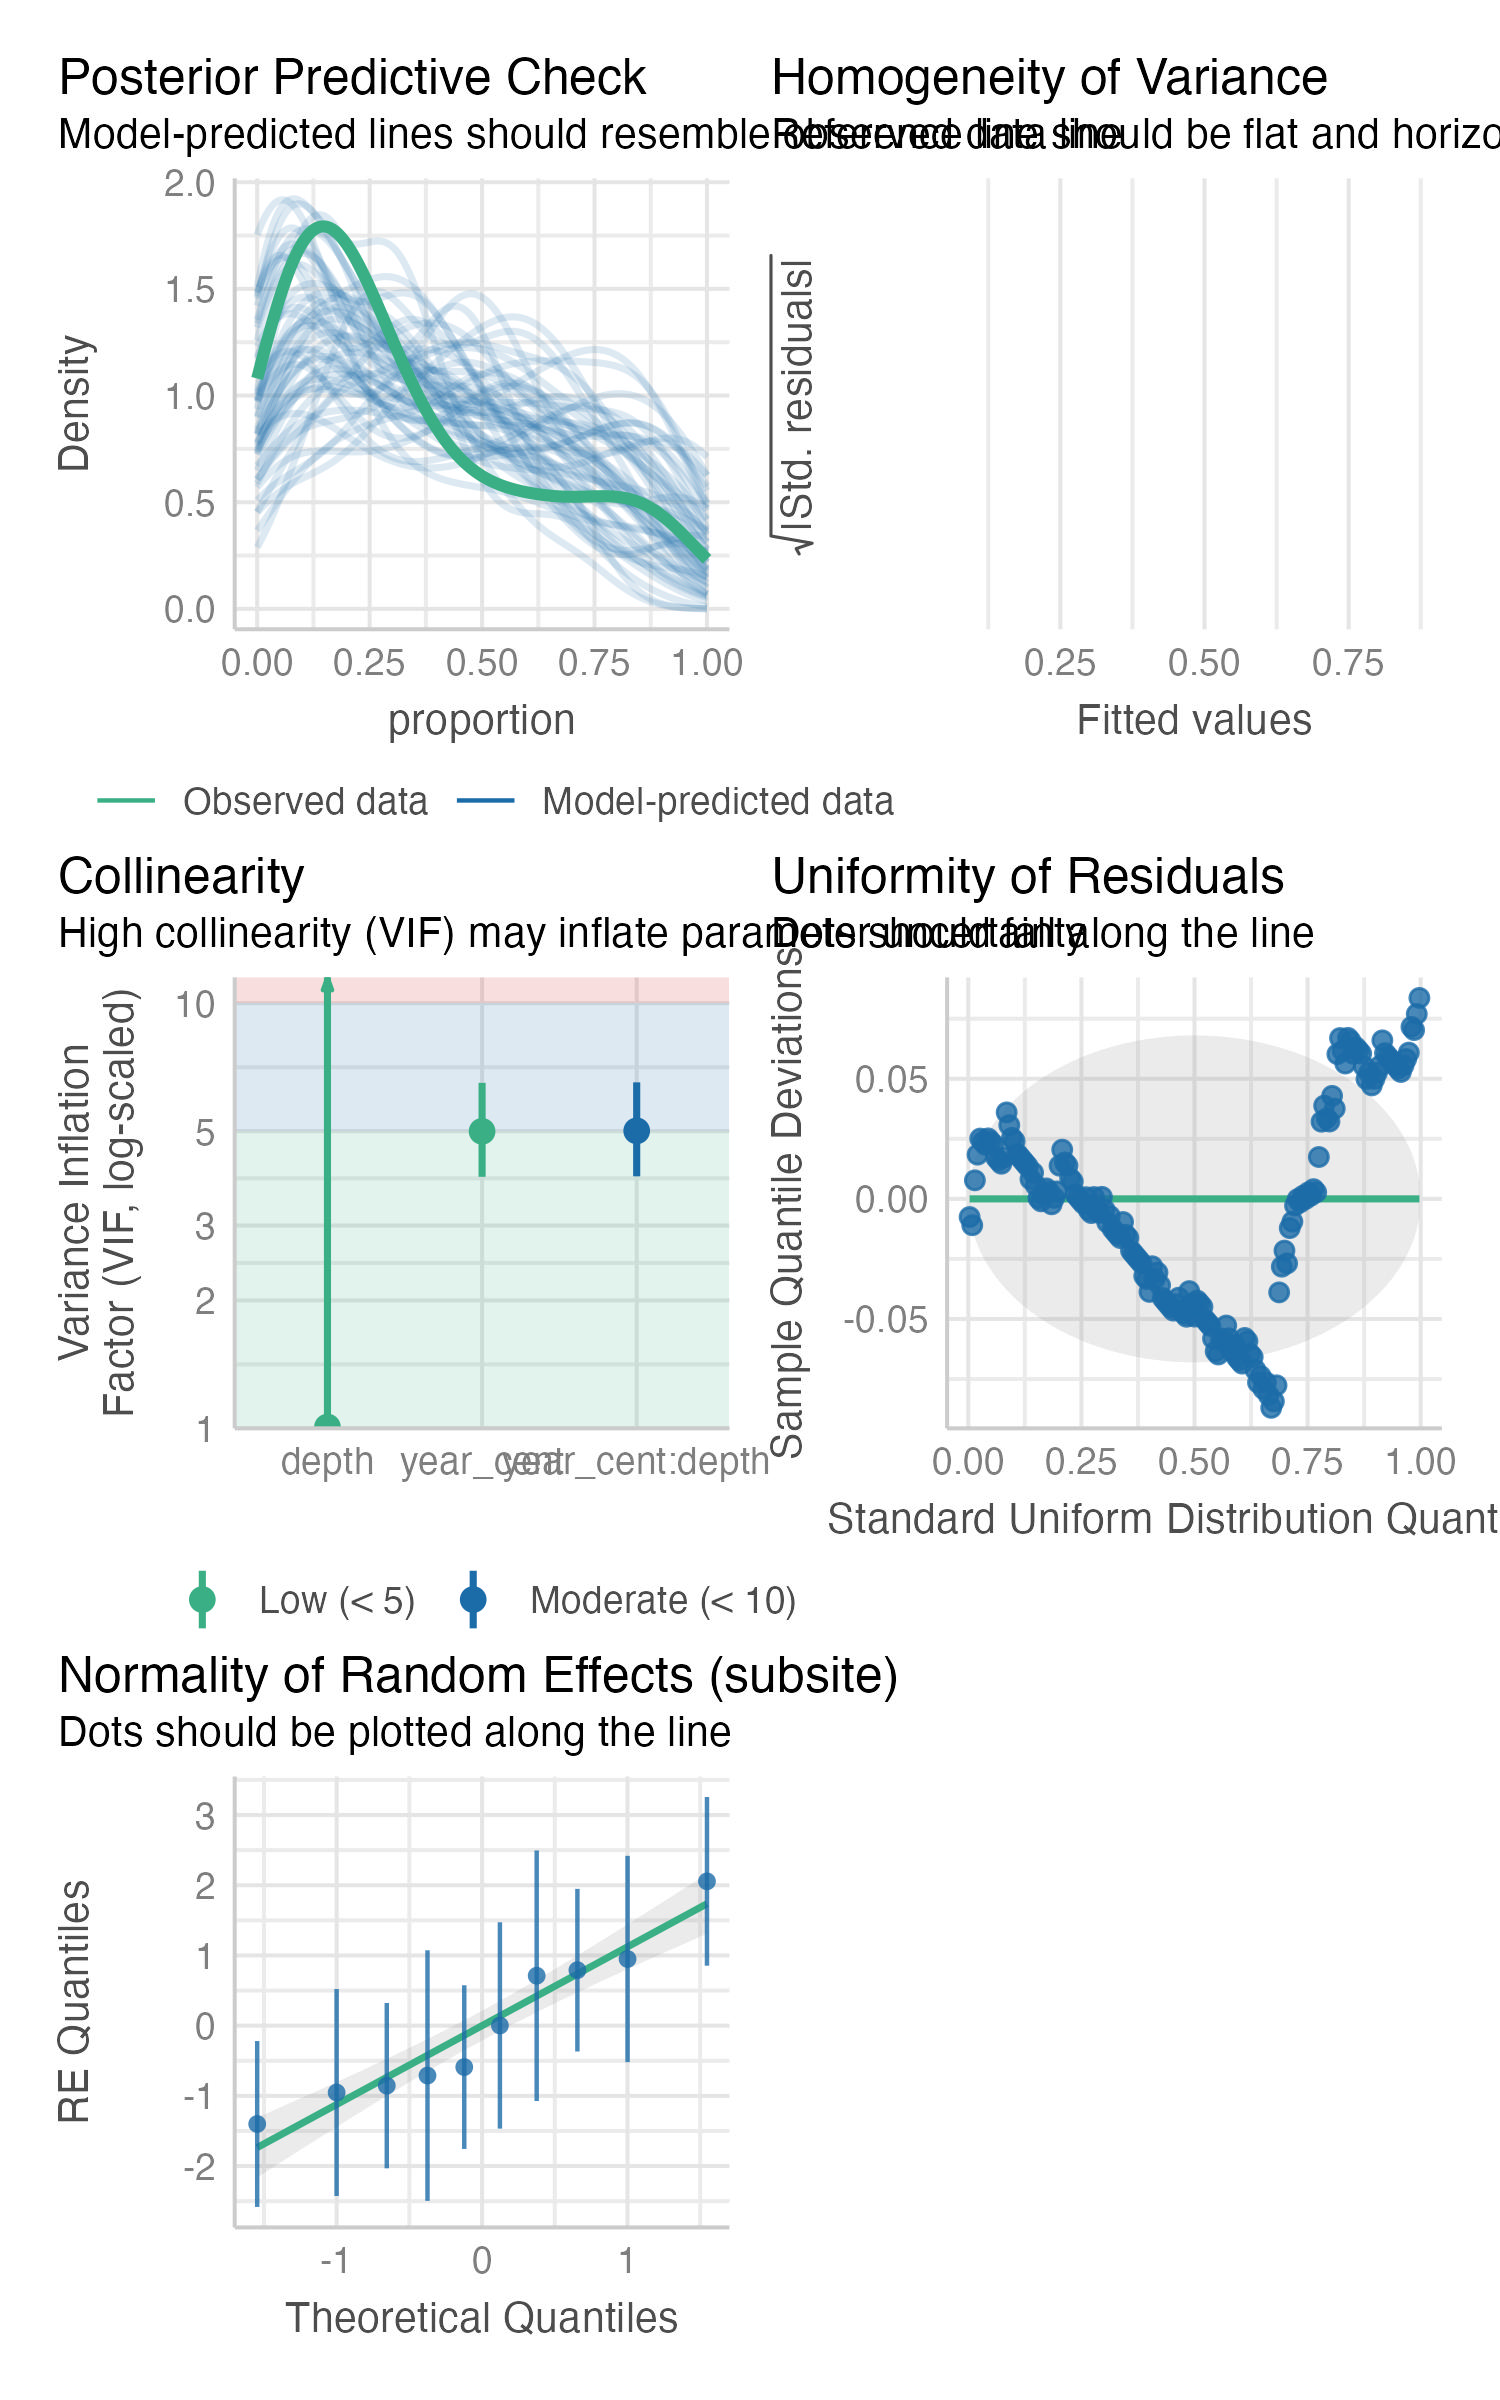 Posterior Predictive Check
Model-predicted lines should resemble observed data line
2.0
1.5
1.0
0.5
0.0
Density
0.00 0.25 0.50 0.75 1.00
proportion
Observed data Model-predicted data
Homogeneity of Variance
Reference line should be flat and horizo
√|Std. residuals|
0.25 0.50 0.75
Fitted values
Collinearity
High collinearity (VIF) may inflate parameter uncertainty
Variance Inflation
Factor (VIF, log-scaled)
10
5
3
2
1
depth year_cent year_cent:depth
Low (< 5) Moderate (< 10)
Uniformity of Residuals
Dots should fall along the line
Sample Quantile Deviations
0.05
0.00
-0.05
0.00 0.25 0.50 0.75 1.00
Standard Uniform Distribution Quant
Normality of Random Effects (subsite)
Dots should be plotted along the line
RE Quantiles
3
2
1
0
-1
-2
-1 0 1
Theoretical Quantiles